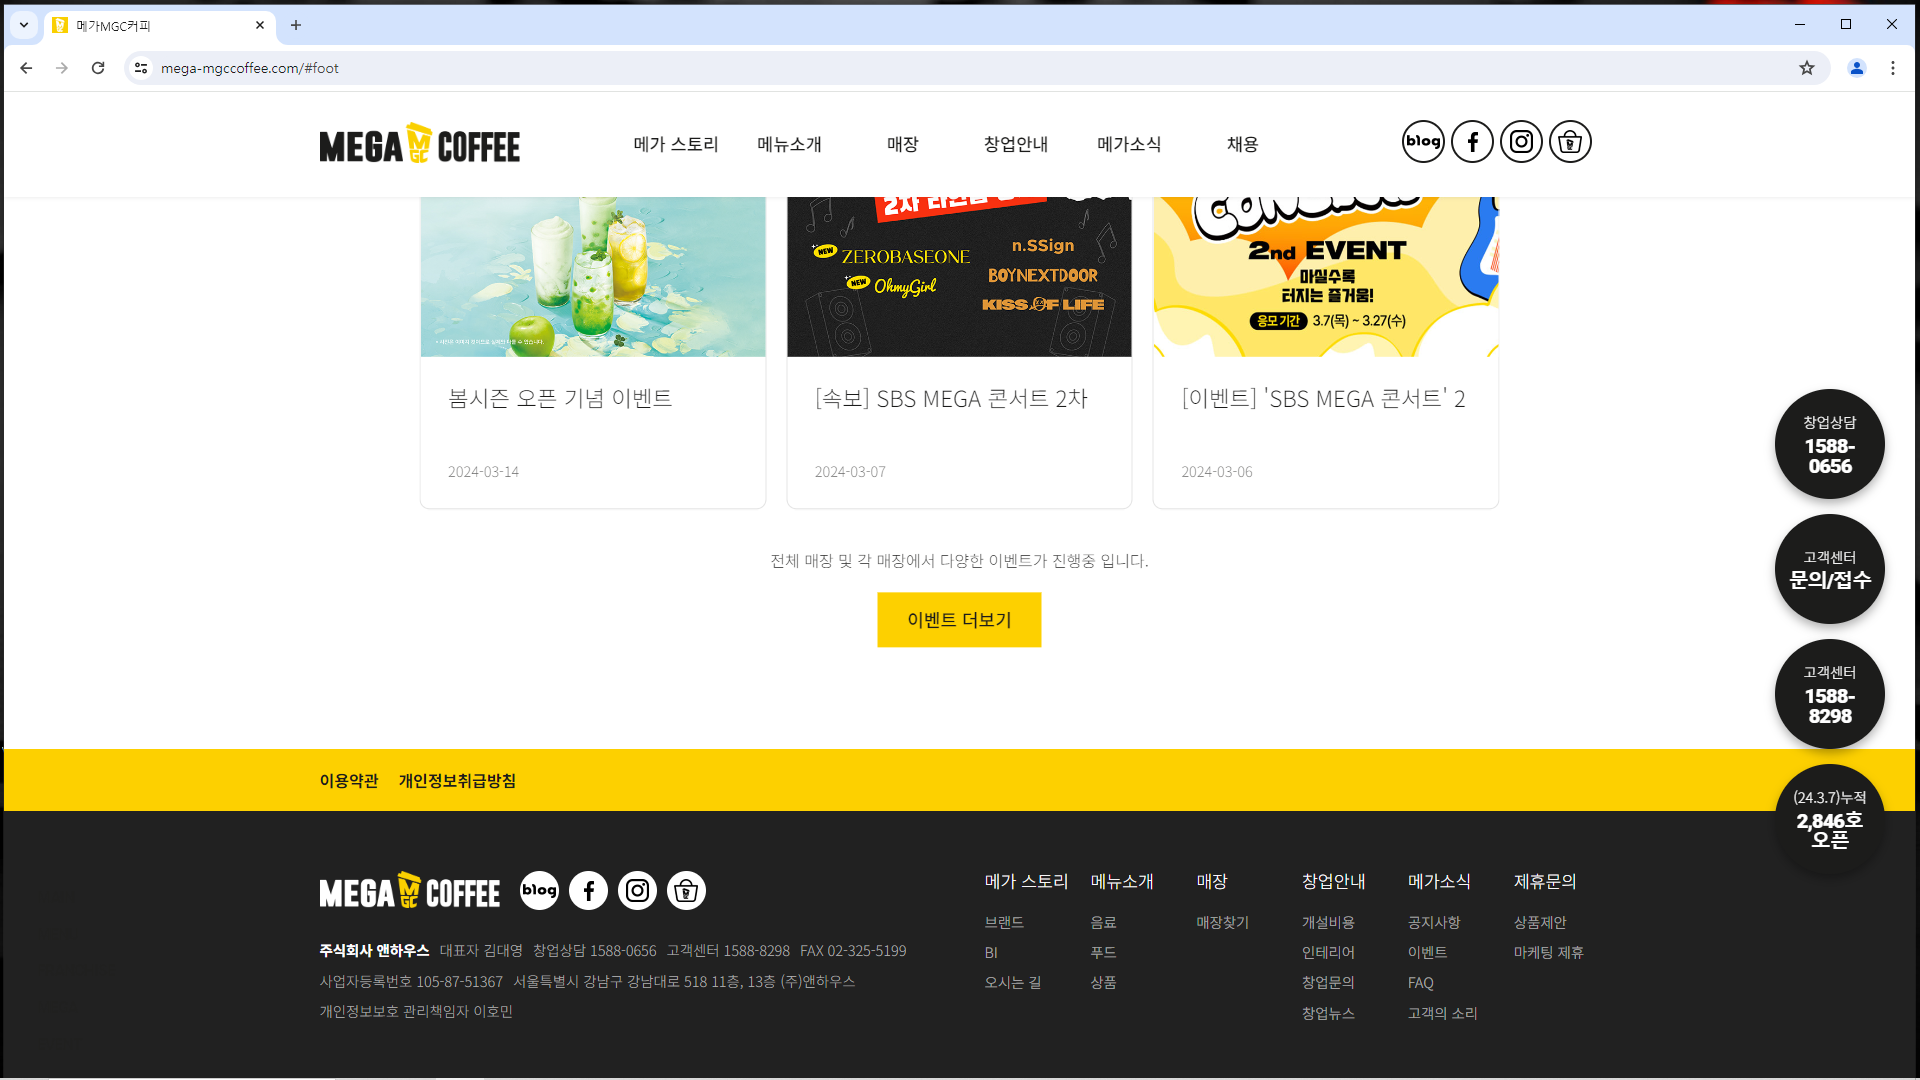 메가MGC커피
mega-mgccoffee.com/#foot
MEGA MGC COFFEE
메가 스토리 메뉴소개 매장 창업안내 메가소식 채용
blog
2차 라인업
NEW ZEROBASEONE
NEW OhmyGirl
n.SSign
BOYNEXTDOOR
KISS OF LIFE
2nd EVENT
마실수록
터지는 즐거움!
응모기간 3.7(목) ~ 3.27(수)
봄시즌 오픈 기념 이벤트
2024-03-14
[속보] SBS MEGA 콘서트 2차
2024-03-07
[이벤트] 'SBS MEGA 콘서트' 2
2024-03-06
전체 매장 및 각 매장에서 다양한 이벤트가 진행중 입니다.
이벤트 더보기
창업상담
1588-
0656
고객센터
문의/접수
고객센터
1588-
8298
(24.3.7)누적
2,846호
오픈
이용약관 개인정보취급방침
MEGA MGC COFFEE
blog
주식회사 앤하우스 대표자 김대영 창업상담 1588-0656 고객센터 1588-8298 FAX 02-325-5199
사업자등록번호 105-87-51367 서울특별시 강남구 강남대로 518 11층, 13층 (주)앤하우스
개인정보보호 관리책임자 이호민
메가 스토리
브랜드
BI
오시는 길
메뉴소개
음료
푸드
상품
매장
매장찾기
창업안내
개설비용
인테리어
창업문의
창업뉴스
메가소식
공지사항
이벤트
FAQ
고객의 소리
제휴문의
상품제안
마케팅 제휴